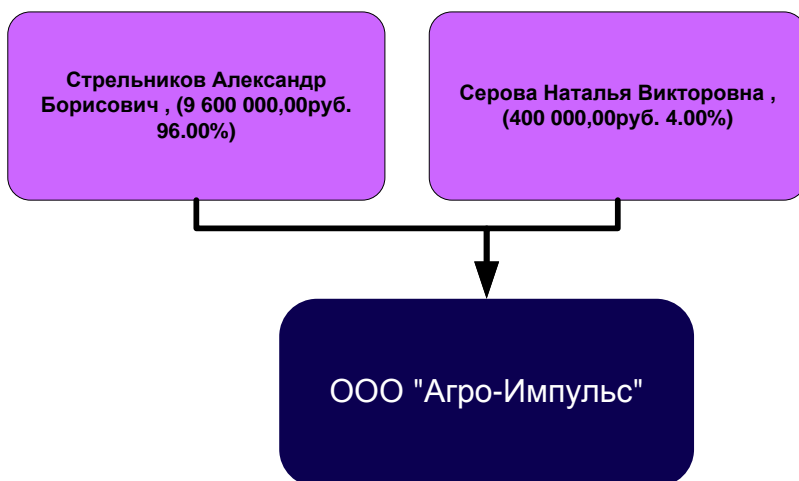 Стрельников Александр
Борисович , (9 600 000,00руб.
96.00%)
Серова Наталья Викторовна ,
(400 000,00руб. 4.00%)
ООО "Агро-Импульс"